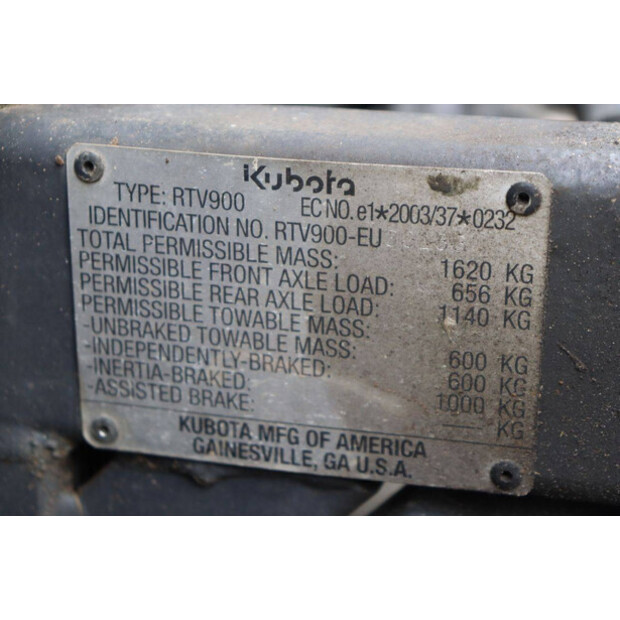 Kubota
TYPE: RTV900 EC NO. e1*2003/37*0232
IDENTIFICATION NO. RTV900-EU
TOTAL PERMISSIBLE MASS: 1620 KG
PERMISSIBLE FRONT AXLE LOAD: 656 KG
PERMISSIBLE REAR AXLE LOAD: 1140 KG
PERMISSIBLE TOWABLE MASS:
-UNBRAKED TOWABLE MASS: 600 KG
-INDEPENDENTLY-BRAKED: 600 KG
-INERTIA-BRAKED: 1000 KG
-ASSISTED BRAKE: — KG
KUBOTA MFG OF AMERICA
GAINESVILLE, GA U.S.A.